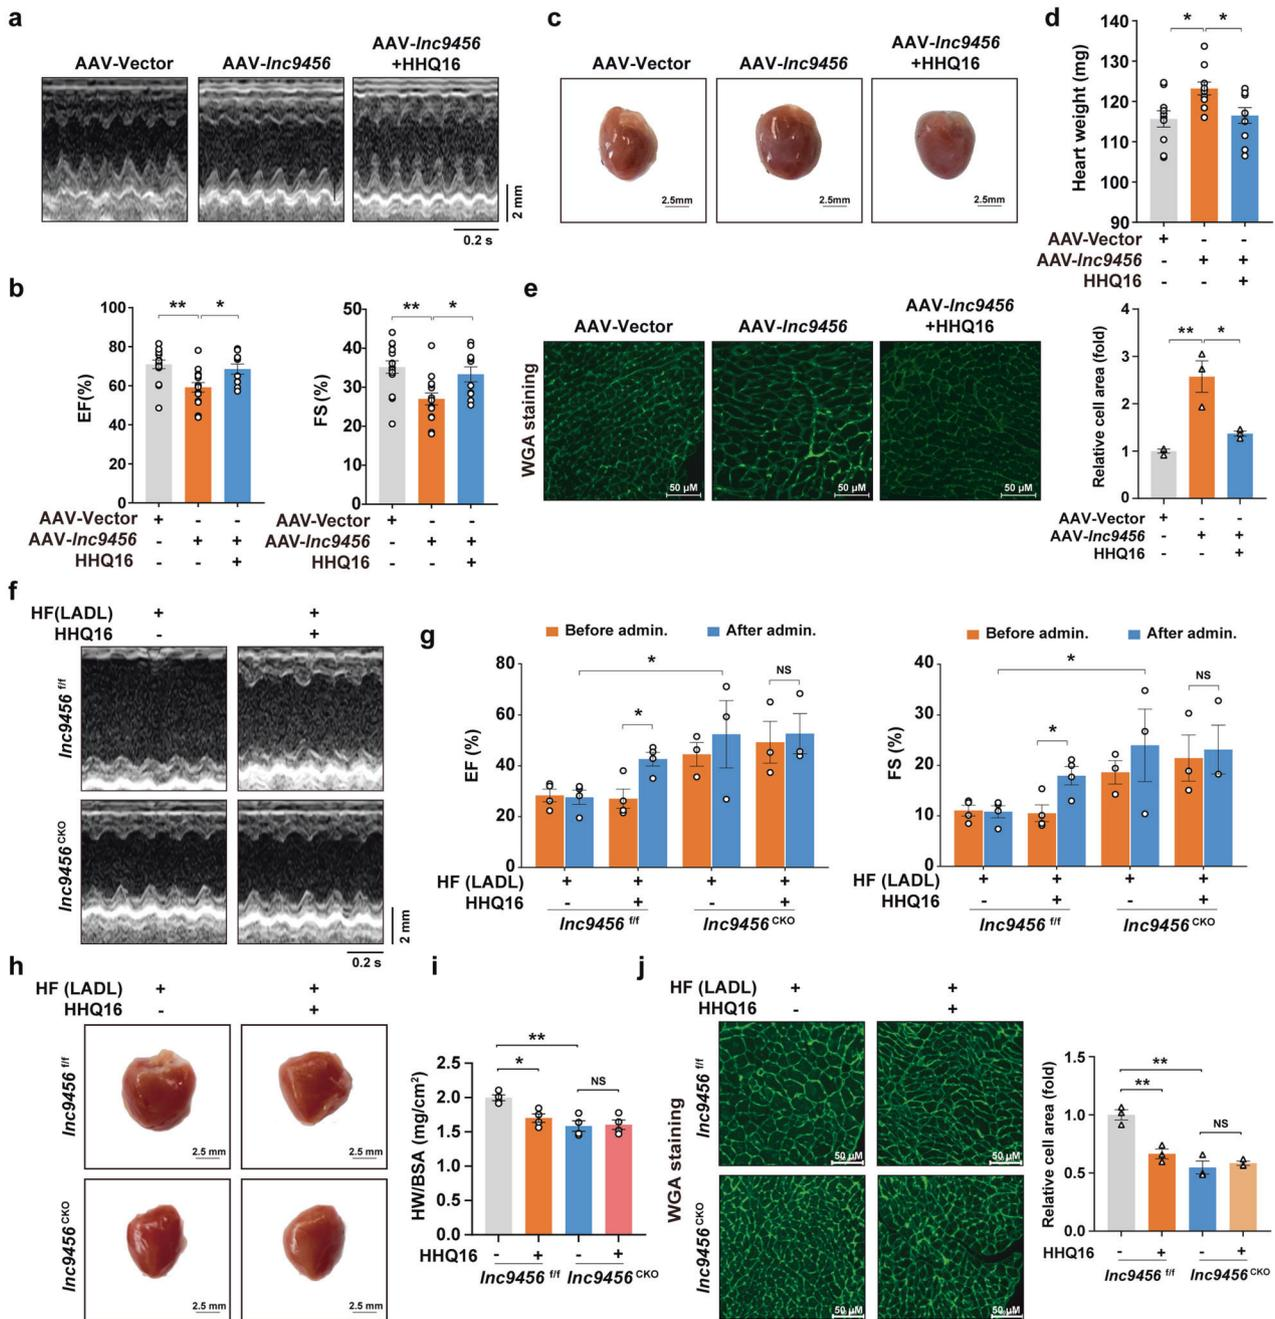 a
AAV-Vector
AAV-lnc9456
AAV-lnc9456
+HHQ16
2 mm
0.2 s
b
EF(%)
100
80
60
40
20
0
** *
AAV-Vector + - -
AAV-lnc9456 - + +
HHQ16 - - +
FS (%)
50
40
30
20
10
0
** *
AAV-Vector + - -
AAV-lnc9456 - + +
HHQ16 - - +
c
AAV-Vector
AAV-lnc9456
AAV-lnc9456
+HHQ16
2.5mm
2.5mm
2.5mm
d
Heart weight (mg)
140
130
120
110
100
90
* *
AAV-Vector + - -
AAV-lnc9456 - + +
HHQ16 - - +
e
AAV-Vector
AAV-lnc9456
AAV-lnc9456
+HHQ16
WGA staining
50 µM
50 µM
50 µM
Relative cell area (fold)
4
3
2
1
0
** *
AAV-Vector + - -
AAV-lnc9456 - + +
HHQ16 - - +
f
HF(LADL) + +
HHQ16 - +
lnc9456 f/f
lnc9456 CKO
2 mm
0.2 s
g
Before admin. After admin.
EF (%)
80
60
40
20
0
*
*
NS
HF (LADL) + + + +
HHQ16 - + - +
lnc9456 f/f lnc9456 CKO
Before admin. After admin.
FS (%)
40
30
20
10
0
*
*
NS
HF (LADL) + + + +
HHQ16 - + - +
lnc9456 f/f lnc9456 CKO
h
HF (LADL) + +
HHQ16 - +
lnc9456 f/f
2.5 mm
2.5 mm
lnc9456 CKO
2.5 mm
2.5 mm
i
HW/BSA (mg/cm2)
2.5
2.0
1.5
1.0
0.5
0.0
**
*
NS
HHQ16 - + - +
lnc9456 f/f lnc9456 CKO
j
HF (LADL) + +
HHQ16 - +
WGA staining
lnc9456 f/f
50 µM
50 µM
lnc9456 CKO
50 µM
50 µM
Relative cell area (fold)
1.5
1.0
0.5
0.0
**
**
NS
HHQ16 - + - +
lnc9456 f/f lnc9456 CKO